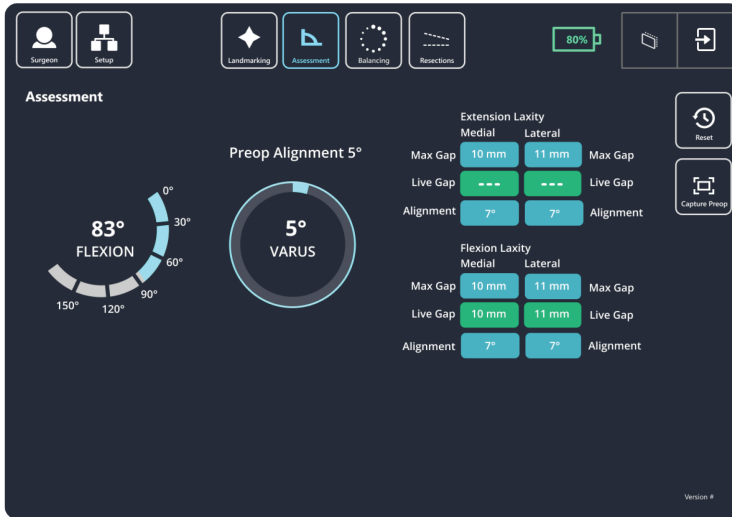 80%
Surgeon Setup Landmarking Assessment Balancing Resections
Assessment
Reset
Capture Preop
83°
FLEXION
0°
30°
60°
90°
120°
150°
Preop Alignment 5°
5°
VARUS
Extension Laxity
Medial Lateral
Max Gap 10 mm 11 mm Max Gap
Live Gap --- --- Live Gap
Alignment 7° 7° Alignment
Flexion Laxity
Medial Lateral
Max Gap 10 mm 11 mm Max Gap
Live Gap 10 mm 11 mm Live Gap
Alignment 7° 7° Alignment
Version #